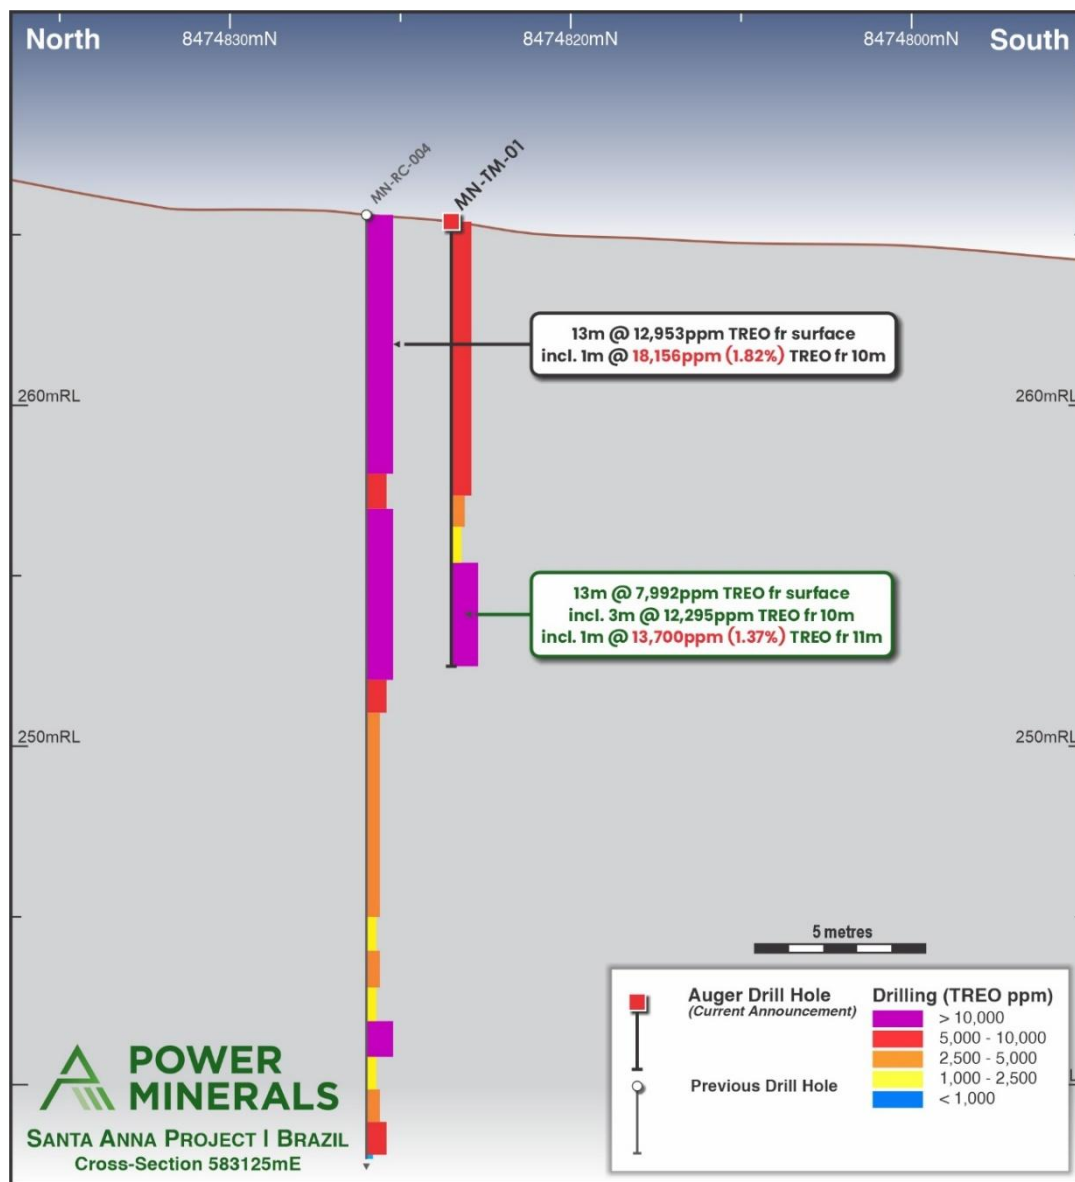 North
8474830mN
8474820mN
8474800mN
South
MN-RC-004
MN-TM-01
13m @ 12,953ppm TREO fr surface
incl. 1m @ 18,156ppm (1.82%) TREO fr 10m
260mRL
260mRL
13m @ 7,992ppm TREO fr surface
incl. 3m @ 12,295ppm TREO fr 10m
incl. 1m @ 13,700ppm (1.37%) TREO fr 11m
250mRL
250mRL
5 metres
Auger Drill Hole
(Current Announcement)
Previous Drill Hole
Drilling (TREO ppm)
> 10,000
5,000 - 10,000
2,500 - 5,000
1,000 - 2,500
< 1,000
POWER
MINERALS
SANTA ANNA PROJECT | BRAZIL
Cross-Section 583125mE